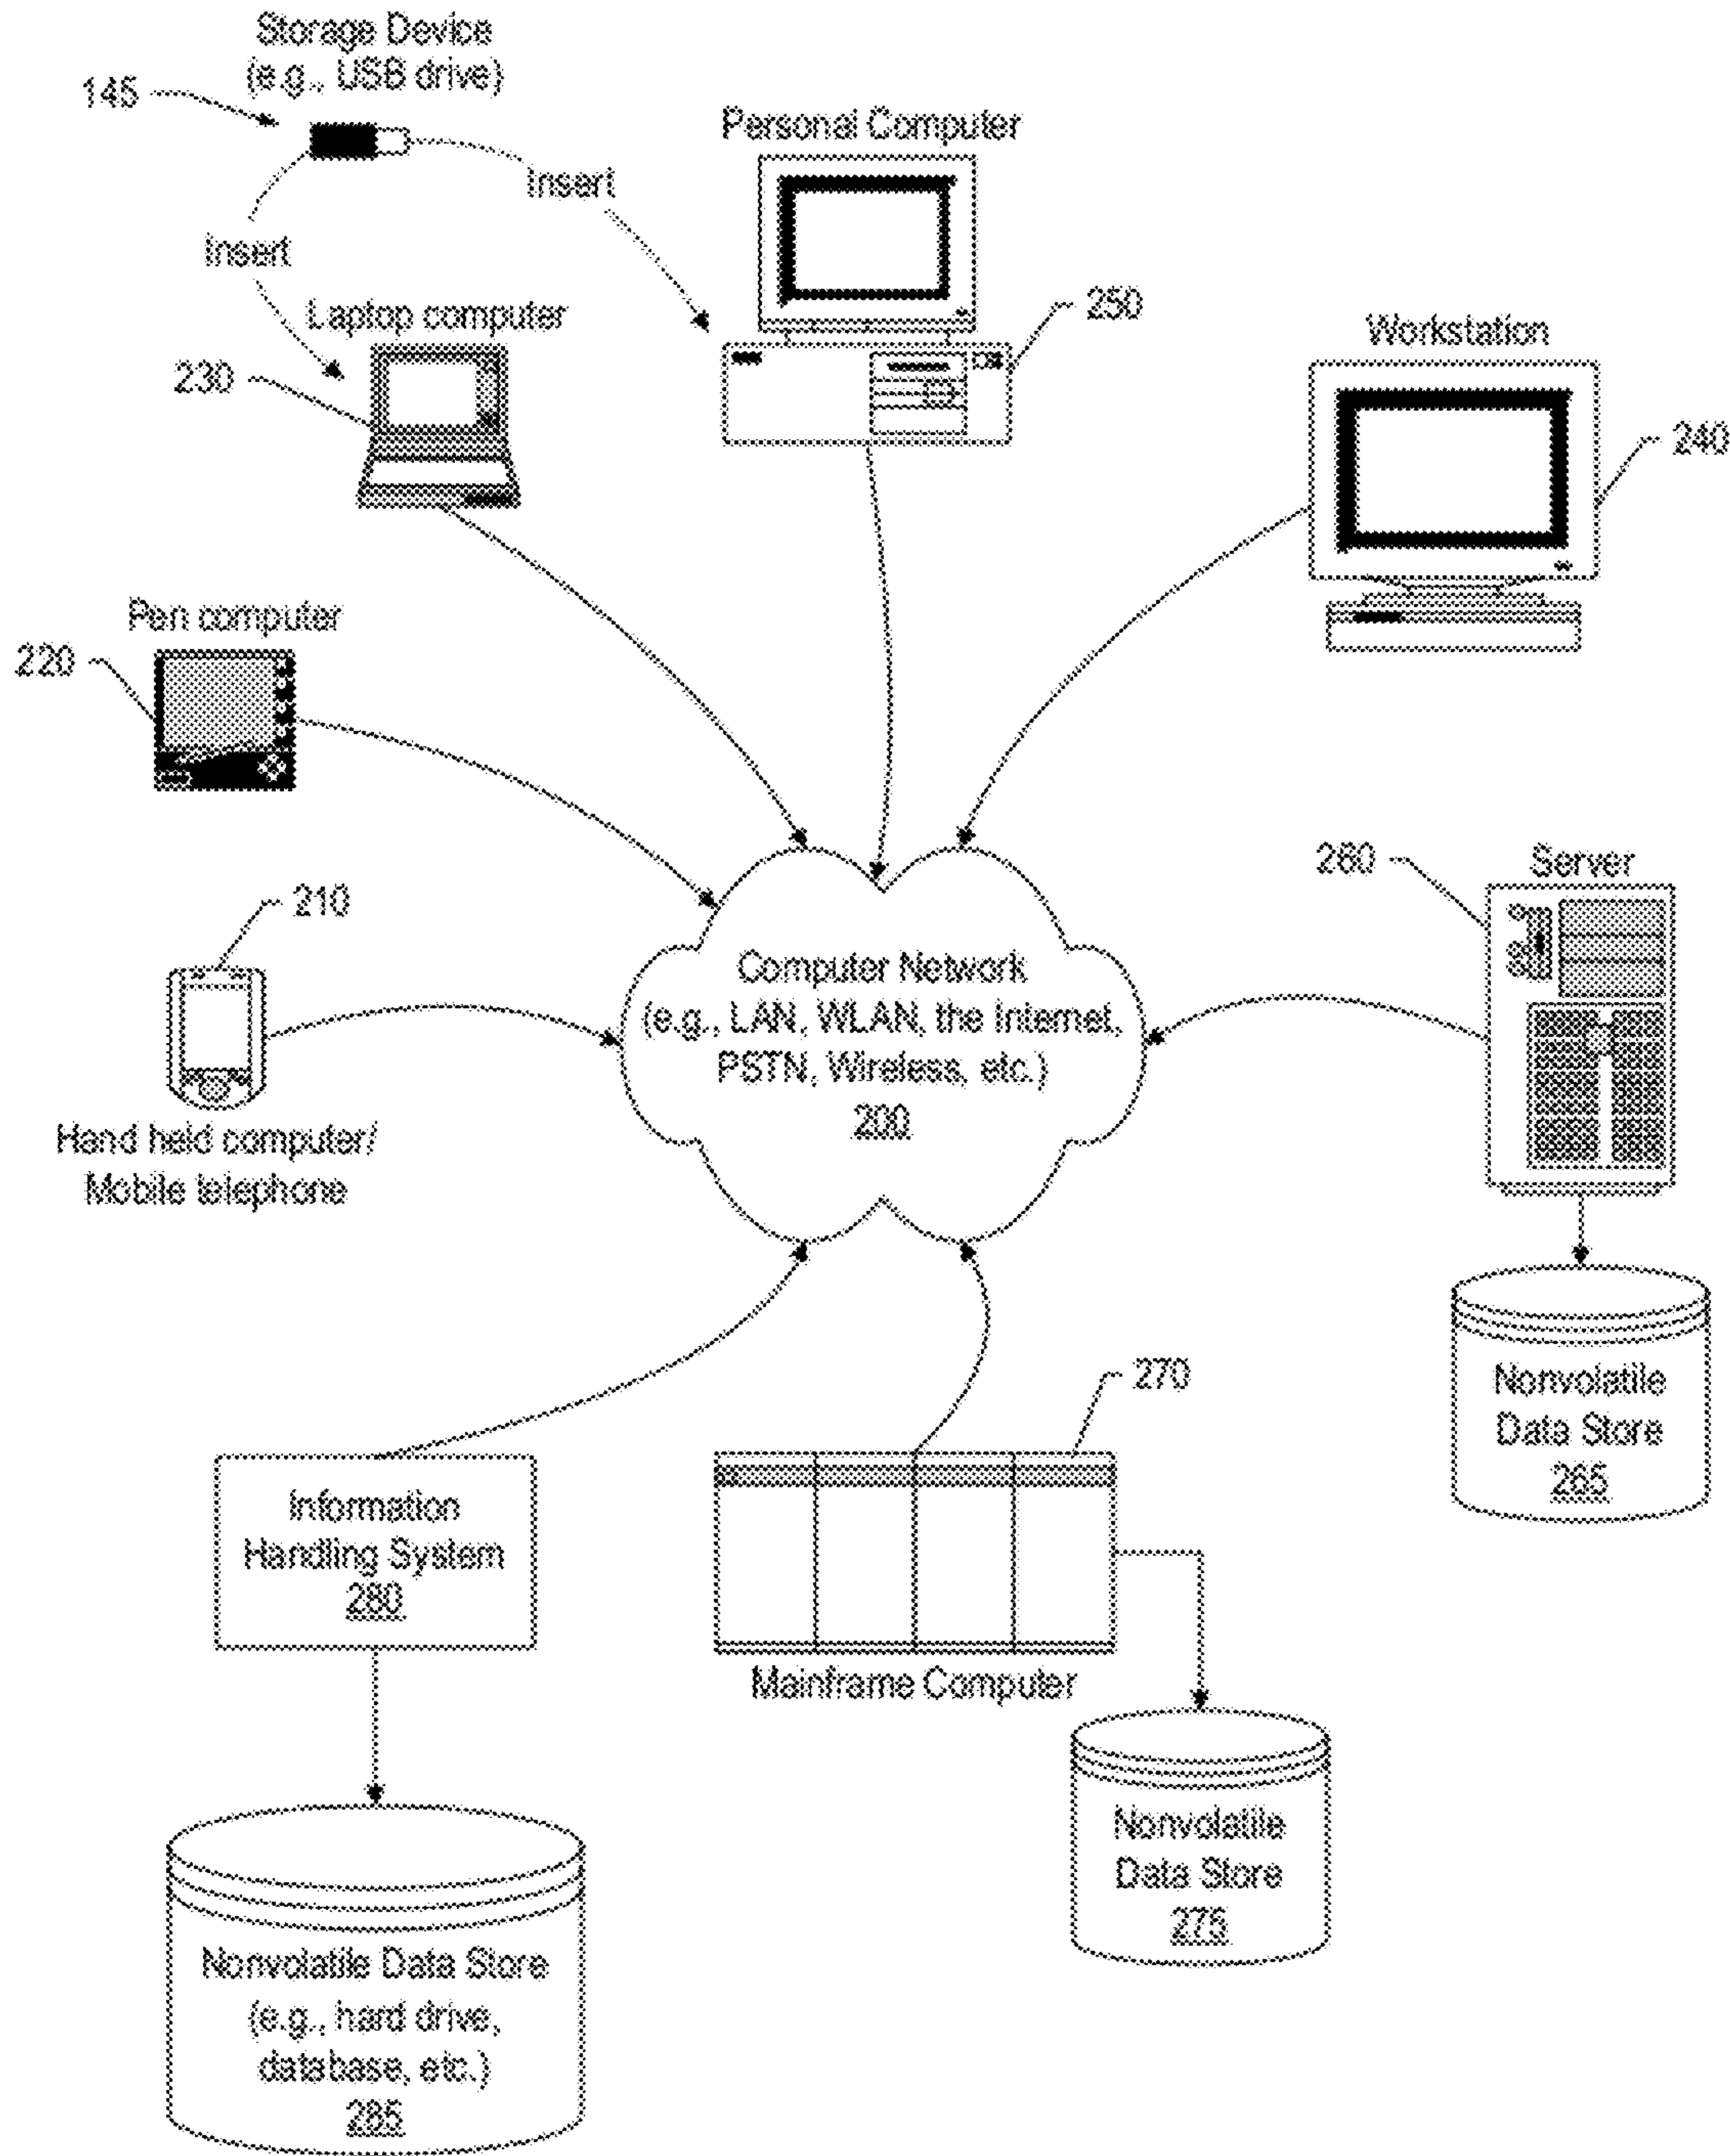 Storage Device
(e.g., USB drive)
145
Personal Computer
Insert
Insert
Laptop computer
230
250
Workstation
240
Pen computer
220
210
Hand held computer/
Mobile telephone
Computer Network
(e.g., LAN, WLAN, the Internet,
PSTN, Wireless, etc.)
200
260
Server
Nonvolatile
Data Store
265
270
Information
Handling System
280
Mainframe Computer
Nonvolatile
Data Store
275
Nonvolatile Data Store
(e.g., hard drive,
database, etc.)
285